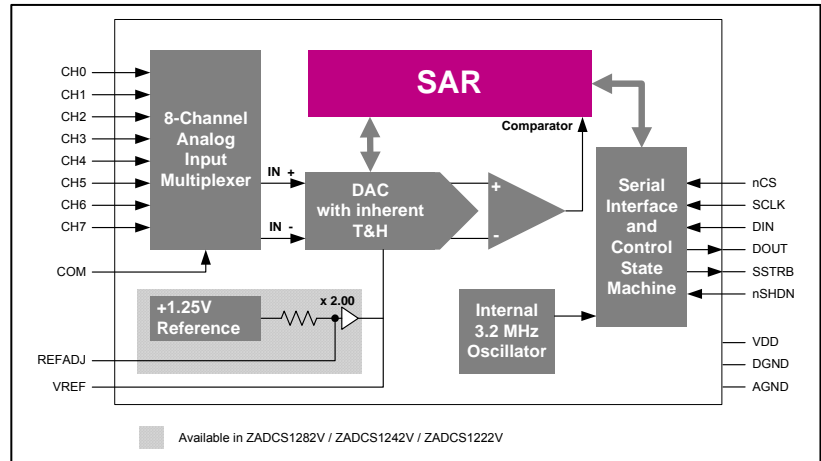 SAR
CH0
CH1
CH2
CH3
CH4
CH5
CH6
CH7
COM
8-Channel
Analog
Input
Multiplexer
IN +
IN -
DAC
with inherent
T&H
+
-
Comparator
Serial
Interface
and
Control
State
Machine
nCS
SCLK
DIN
DOUT
SSTRB
nSHDN
+1.25V
Reference
x 2.00
Internal
3.2 MHz
Oscillator
REFADJ
VREF
VDD
DGND
AGND
Available in ZADCS1282V / ZADCS1242V / ZADCS1222V